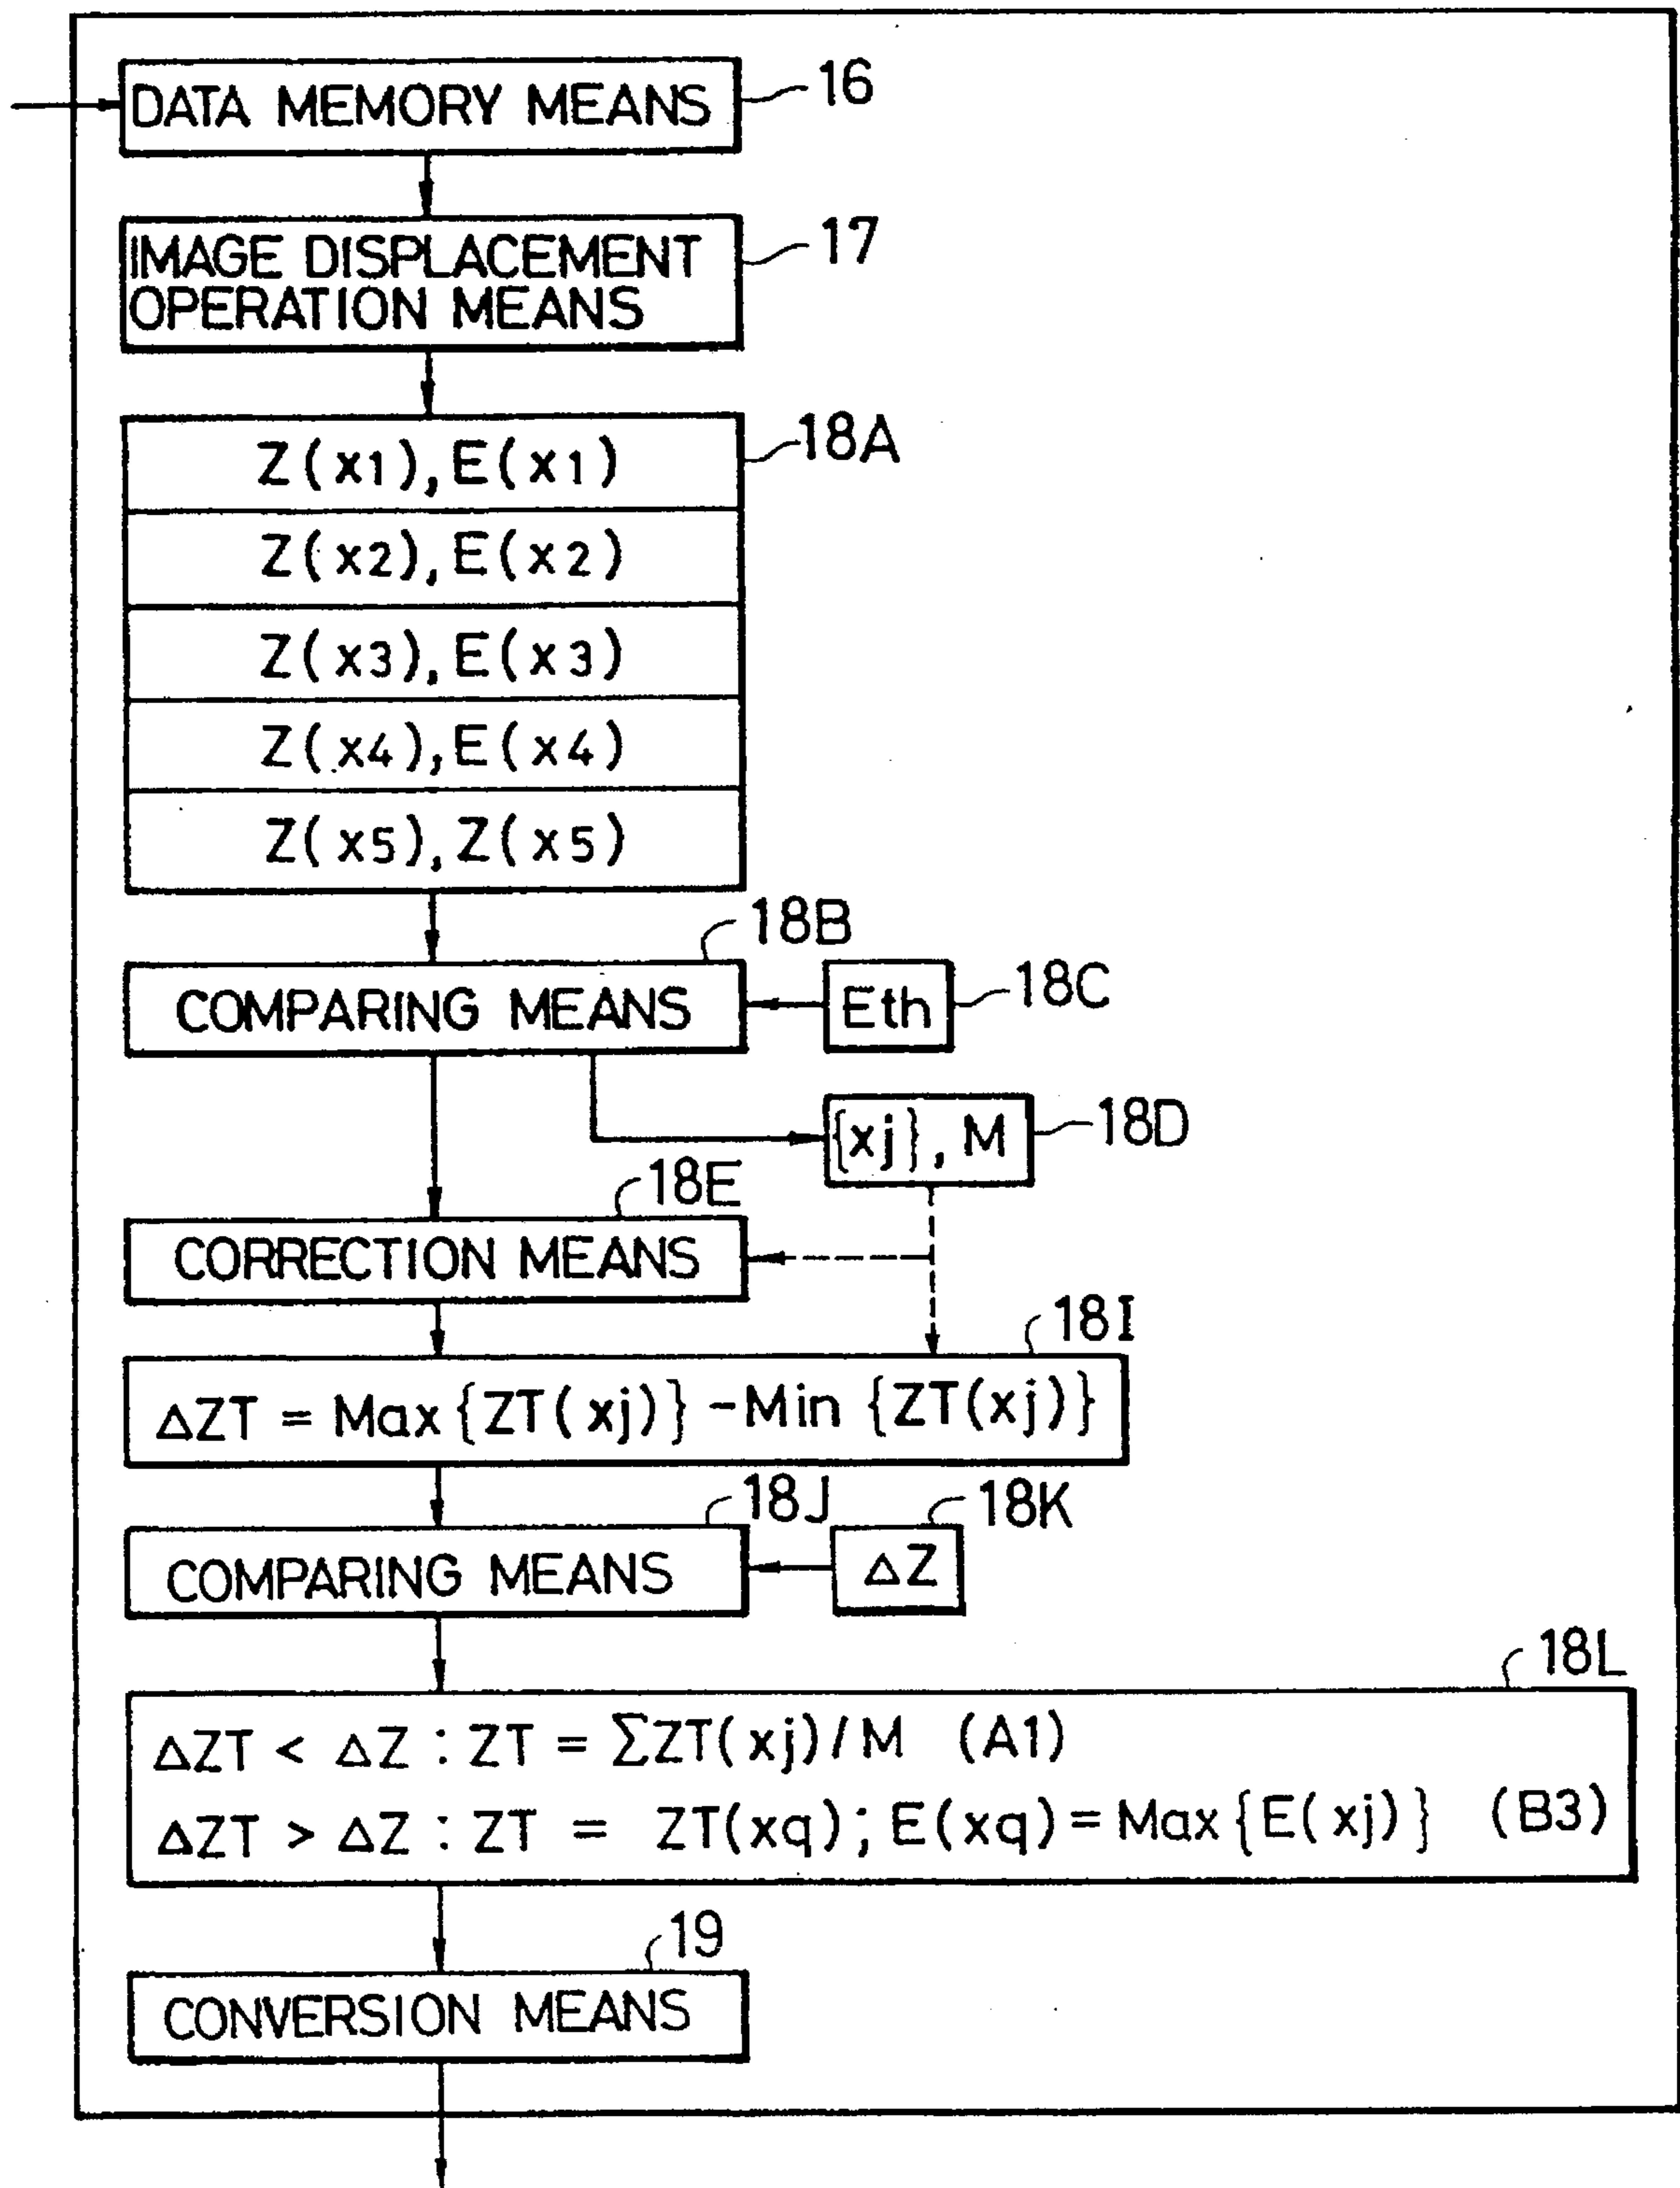 DATA MEMORY MEANS
16
IMAGE DISPLACEMENT
OPERATION MEANS
17
Z(x1), E(x1)
18A
Z(x2), E(x2)
Z(x3), E(x3)
Z(x4), E(x4)
Z(x5), Z(x5)
18B
COMPARING MEANS
Eth
18C
{xj}, M
18D
18E
CORRECTION MEANS
18I
ΔZT = Max {ZT(xj)} - Min {ZT(xj)}
18J
18K
COMPARING MEANS
ΔZ
18L
ΔZT < ΔZ : ZT = ΣZT(xj)/M (A1)
ΔZT > ΔZ : ZT = ZT(xq); E(xq) = Max {E(xj)} (B3)
19
CONVERSION MEANS